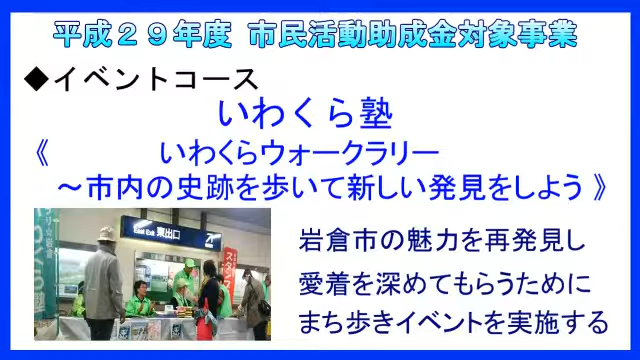 平成29年度 市民活動助成金対象事業
◆イベントコース
いわくら塾
《 いわくらウォークラリー
～市内の史跡を歩いて新しい発見をしよう 》
岩倉市の魅力を再発見し
愛着を深めてもらうために
まち歩きイベントを実施する
East Exit 東出口